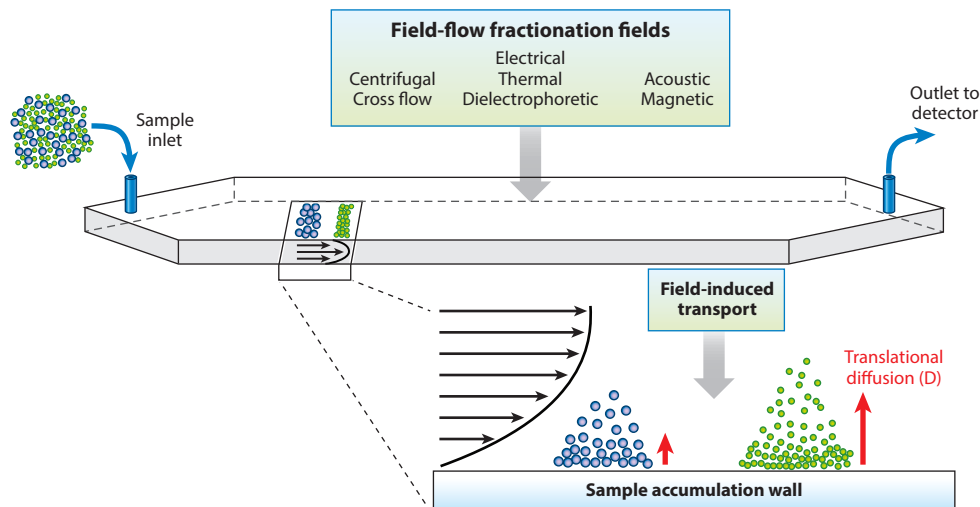 Field-flow fractionation fields
Electrical
Centrifugal Thermal Acoustic
Cross flow Dielectrophoretic Magnetic
Sample
inlet
Outlet to
detector
Field-induced
transport
Translational
diffusion (D)
Sample accumulation wall